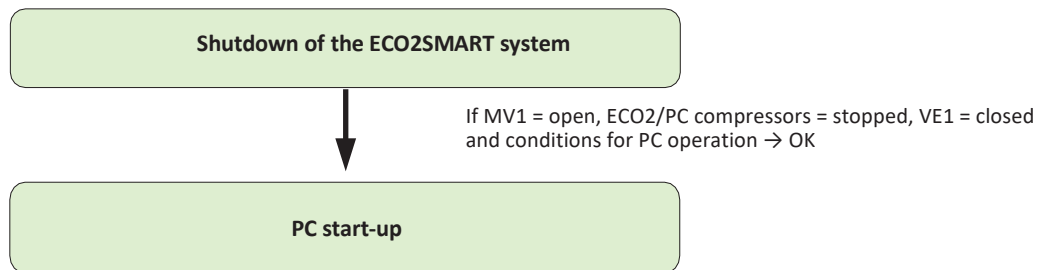 Shutdown of the ECO2SMART system
If MV1 = open, ECO2/PC compressors = stopped, VE1 = closed
and conditions for PC operation → OK
PC start-up